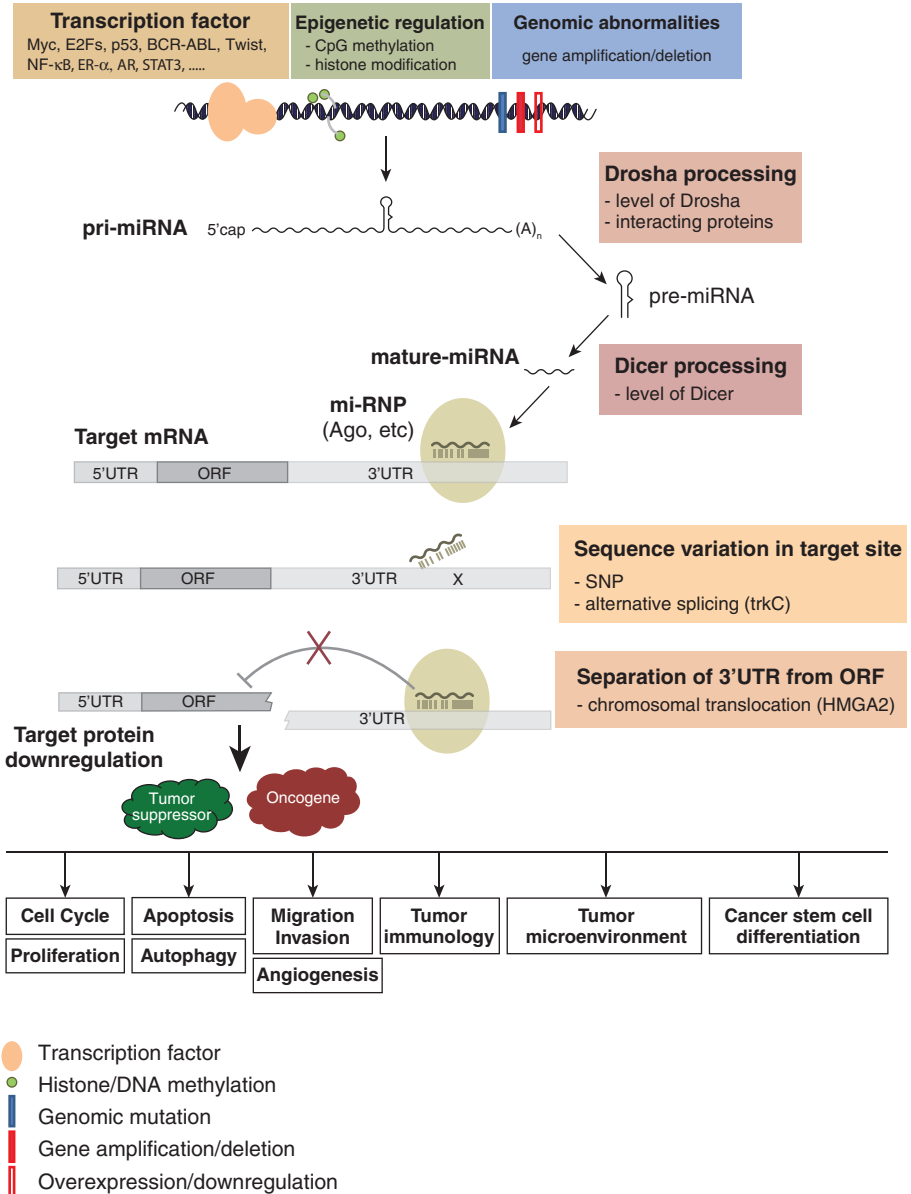 Transcription factor
Myc, E2Fs, p53, BCR-ABL, Twist,
NF-κB, ER-α, AR, STAT3, .....
Epigenetic regulation
- CpG methylation
- histone modification
Genomic abnormalities
gene amplification/deletion
Drosha processing
- level of Drosha
- interacting proteins
pri-miRNA 5'cap (A)n
pre-miRNA
mature-miRNA
Dicer processing
- level of Dicer
mi-RNP
(Ago, etc)
Target mRNA
5'UTR ORF 3'UTR
Sequence variation in target site
- SNP
- alternative splicing (trkC)
5'UTR ORF 3'UTR X
Separation of 3'UTR from ORF
- chromosomal translocation (HMGA2)
5'UTR ORF
3'UTR
Target protein
downregulation
Tumor
suppressor
Oncogene
Cell Cycle
Proliferation
Apoptosis
Autophagy
Migration
Invasion
Angiogenesis
Tumor
immunology
Tumor
microenvironment
Cancer stem cell
differentiation
Transcription factor
Histone/DNA methylation
Genomic mutation
Gene amplification/deletion
Overexpression/downregulation